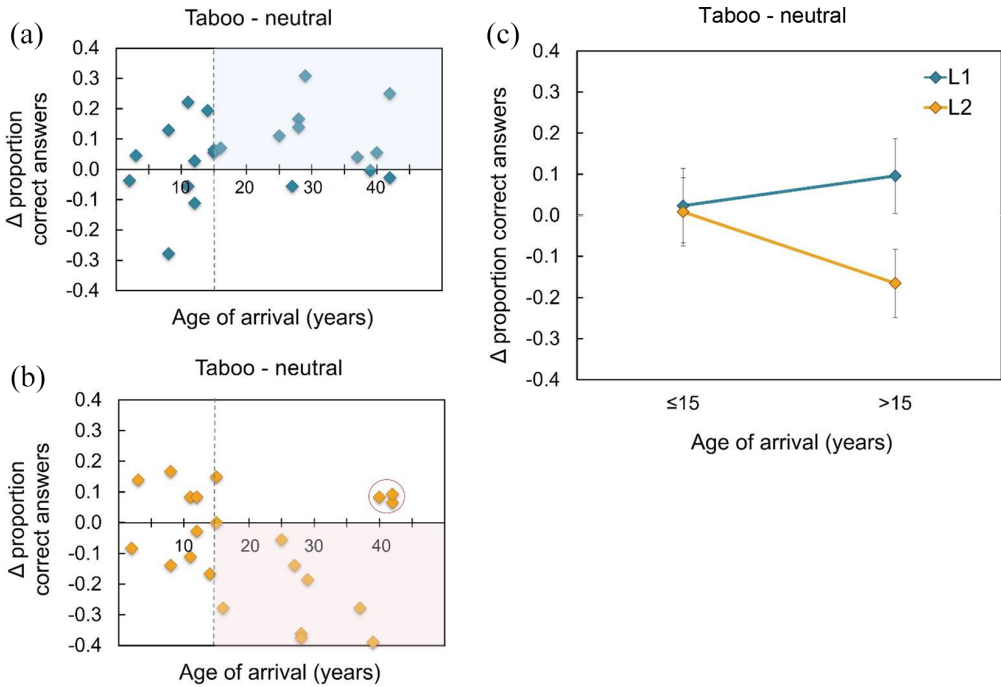 (a)
Taboo - neutral
Δ proportion
correct answers
0.4
0.3
0.2
0.1
0.0
-0.1
-0.2
-0.3
-0.4
10 20 30 40
Age of arrival (years)
(b)
Taboo - neutral
Δ proportion
correct answers
0.4
0.3
0.2
0.1
0.0
-0.1
-0.2
-0.3
-0.4
10 20 30 40
Age of arrival (years)
(c)
Taboo - neutral
Δ proportion correct answers
0.4
0.3
0.2
0.1
0.0
-0.1
-0.2
-0.3
-0.4
L1
L2
≤15 >15
Age of arrival (years)